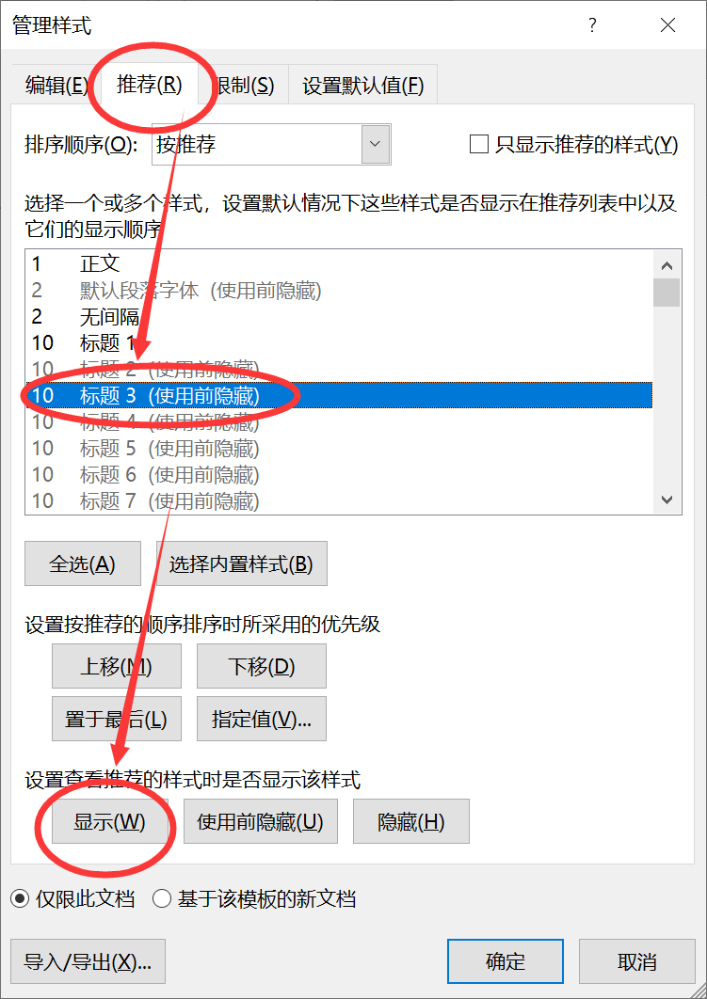 管理样式
编辑(E) 推荐(R) 限制(S) 设置默认值(F)
排序顺序(O): 按推荐 只显示推荐的样式(Y)
选择一个或多个样式，设置默认情况下这些样式是否显示在推荐列表中以及
它们的显示顺序
1 正文
2 默认段落字体 (使用前隐藏)
2 无间隔
10 标题 1
10 标题 2 (使用前隐藏)
10 标题 3 (使用前隐藏)
10 标题 4 (使用前隐藏)
10 标题 5 (使用前隐藏)
10 标题 6 (使用前隐藏)
10 标题 7 (使用前隐藏)
全选(A) 选择内置样式(B)
设置按推荐的顺序排序时所采用的优先级
上移(M) 下移(D)
置于最后(L) 指定值(V)...
设置查看推荐的样式时是否显示该样式
显示(W) 使用前隐藏(U) 隐藏(H)
仅限此文档 基于该模板的新文档
导入/导出(X)... 确定 取消